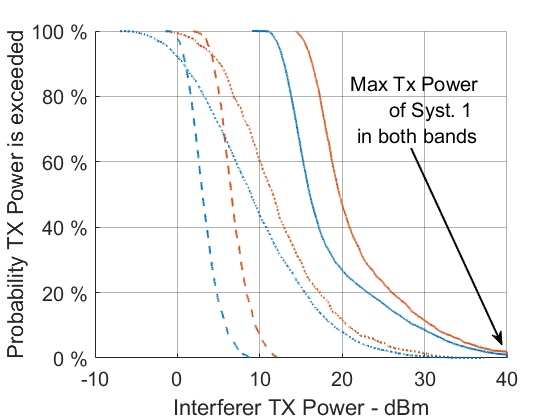 100 %
80 %
60 %
40 %
20 %
0 %
Probability TX Power is exceeded
Max Tx Power
of Syst. 1
in both bands
-10 0 10 20 30 40
Interferer TX Power - dBm